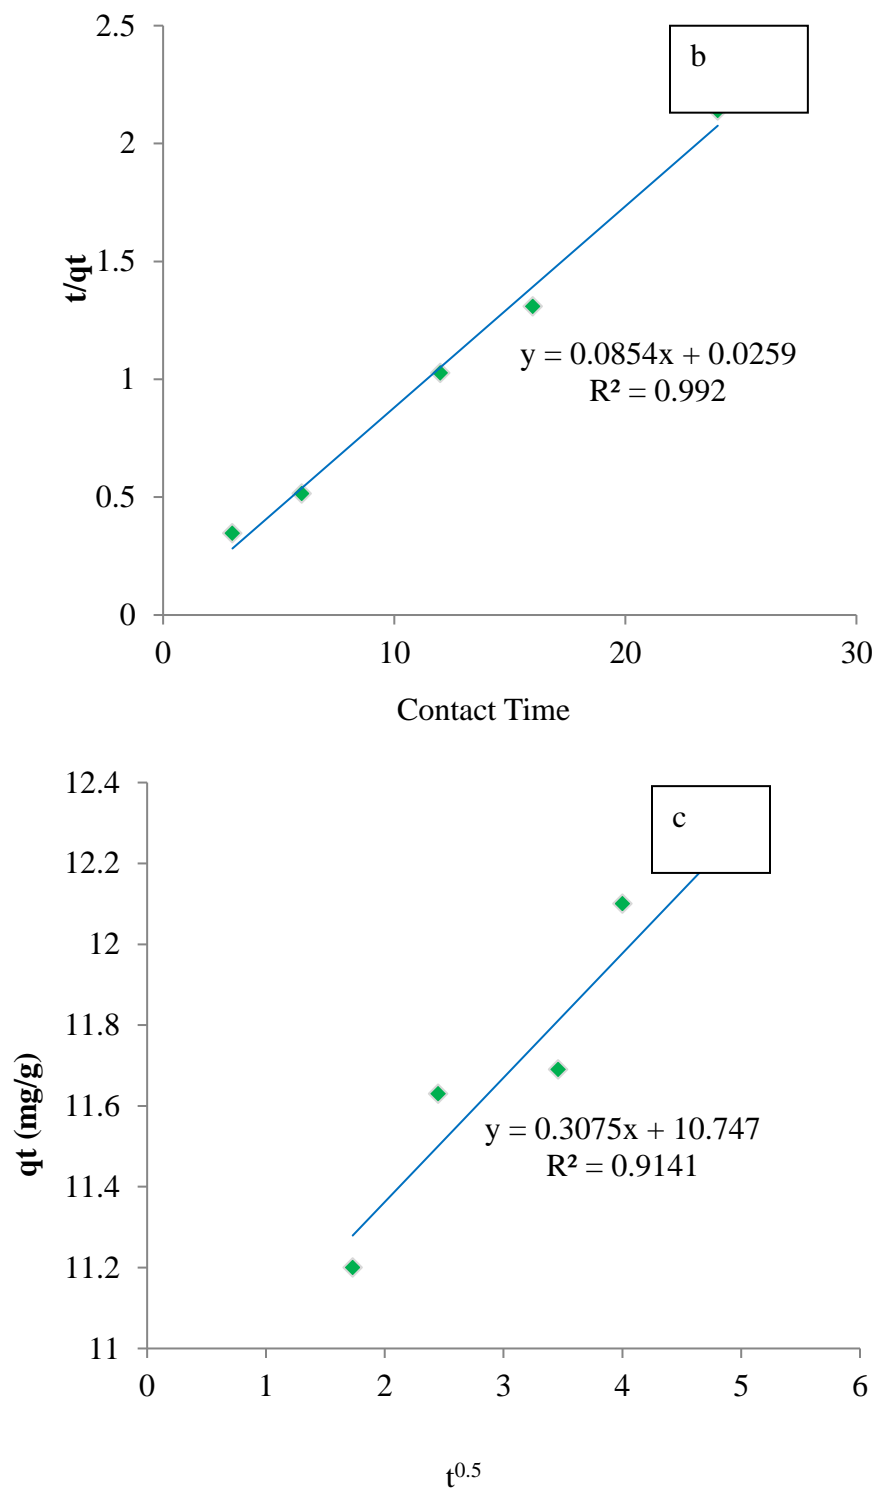 2.5
b
2
1.5
t/qt
y = 0.0854x + 0.0259
R² = 0.992
1
0.5
0
0 10 20 30
Contact Time
12.4
c
12.2
12
11.8
qt (mg/g)
11.6
y = 0.3075x + 10.747
R² = 0.9141
11.4
11.2
11
0 1 2 3 4 5 6
t^0.5